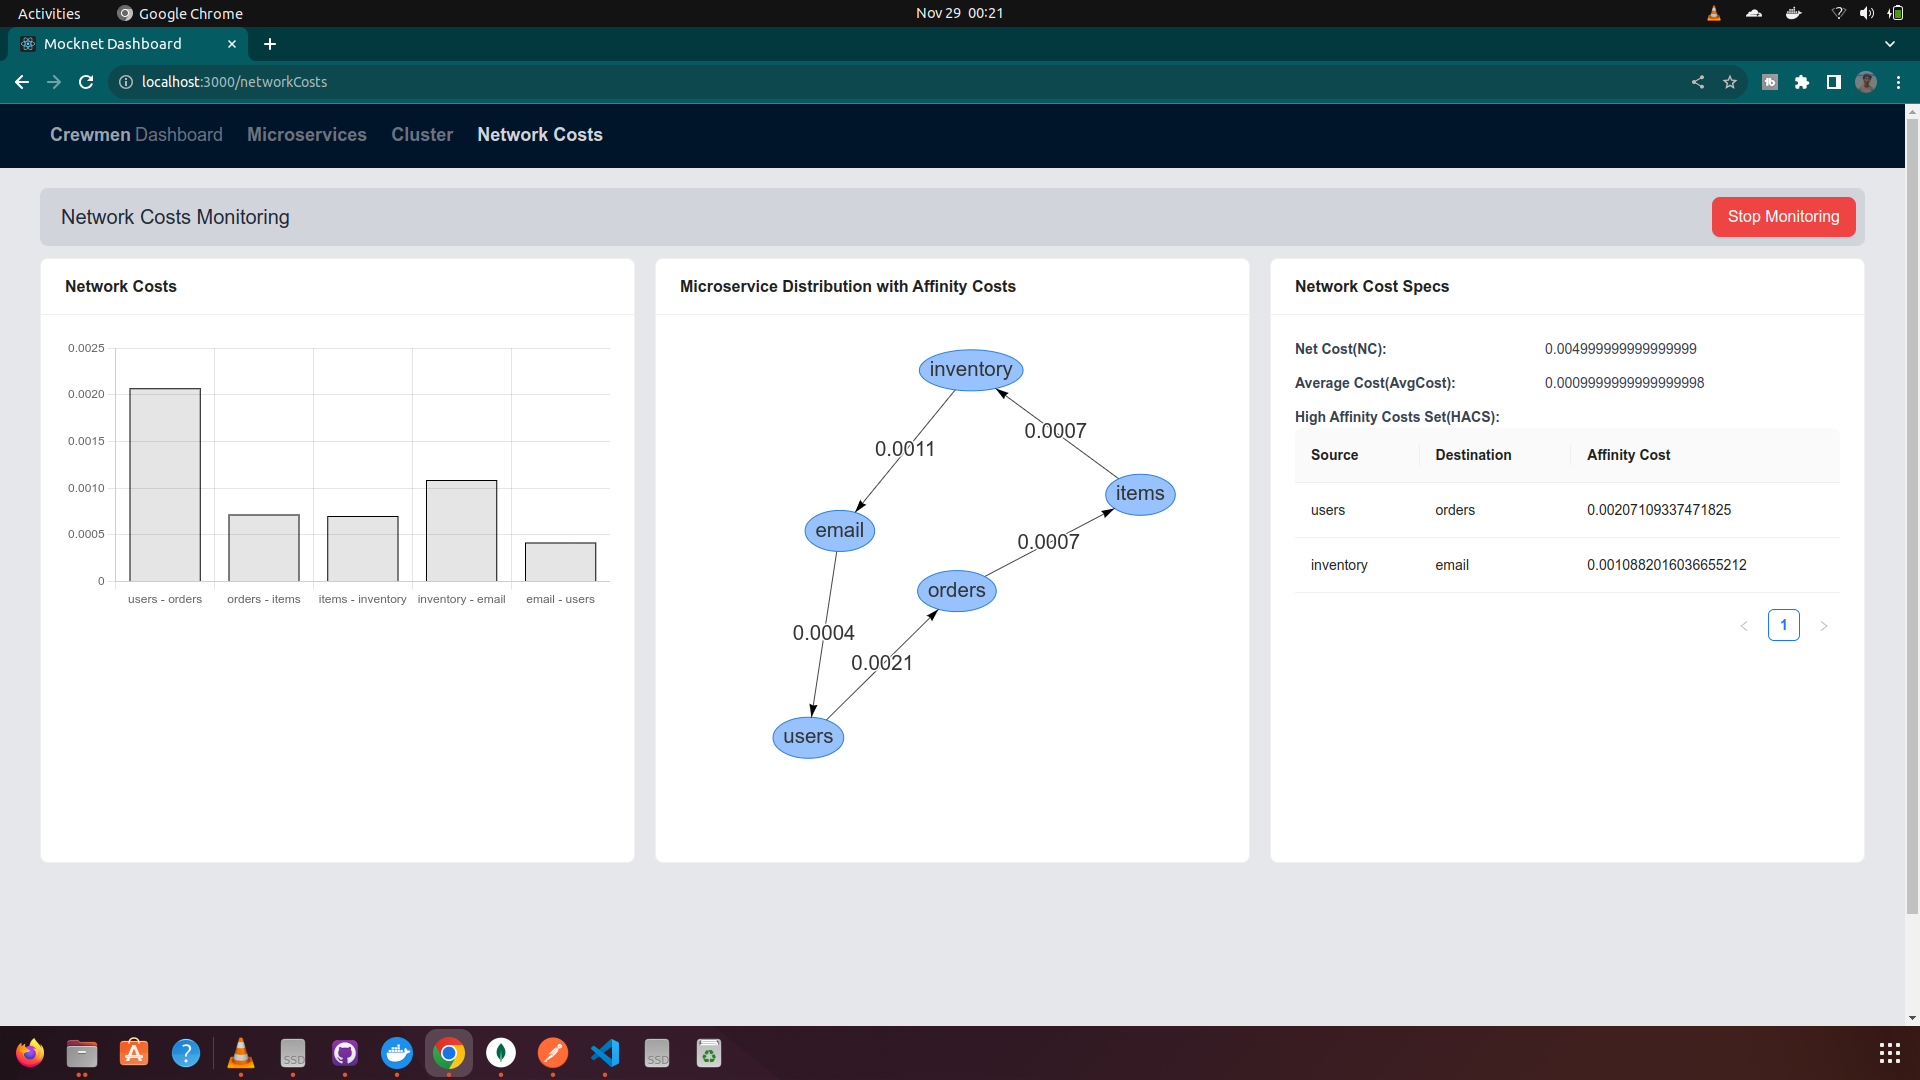 Activities
Google Chrome
Nov 29 00:21
Mocknet Dashboard
localhost:3000/networkCosts
Crewmen Dashboard
Microservices
Cluster
Network Costs
Network Costs Monitoring
Stop Monitoring
Network Costs
0.0025
0.0020
0.0015
0.0010
0.0005
0
users - orders
orders - items
items - inventory
inventory - email
email - users
Microservice Distribution with Affinity Costs
inventory
0.0007
0.0011
items
email
0.0007
orders
0.0004
0.0021
users
Network Cost Specs
Net Cost(NC): 0.004999999999999999
Average Cost(AvgCost): 0.0009999999999999998
High Affinity Costs Set(HACS):
Source Destination Affinity Cost
users orders 0.00207109337471825
inventory email 0.0010882016036655212
1
SSD
SSD